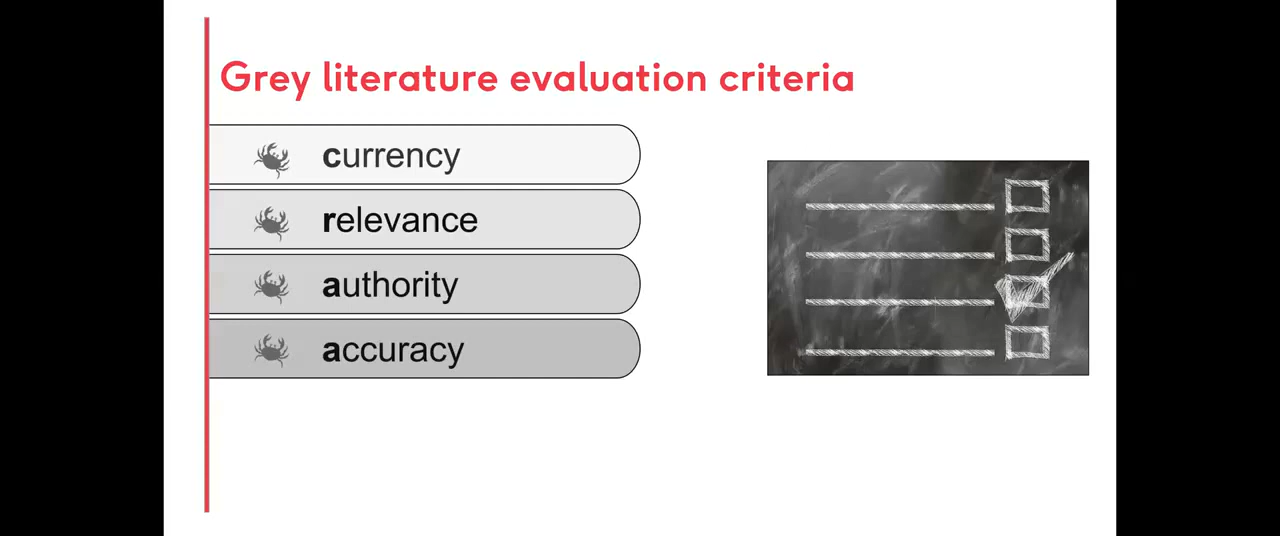 Grey literature evaluation criteria
currency
relevance
authority
accuracy